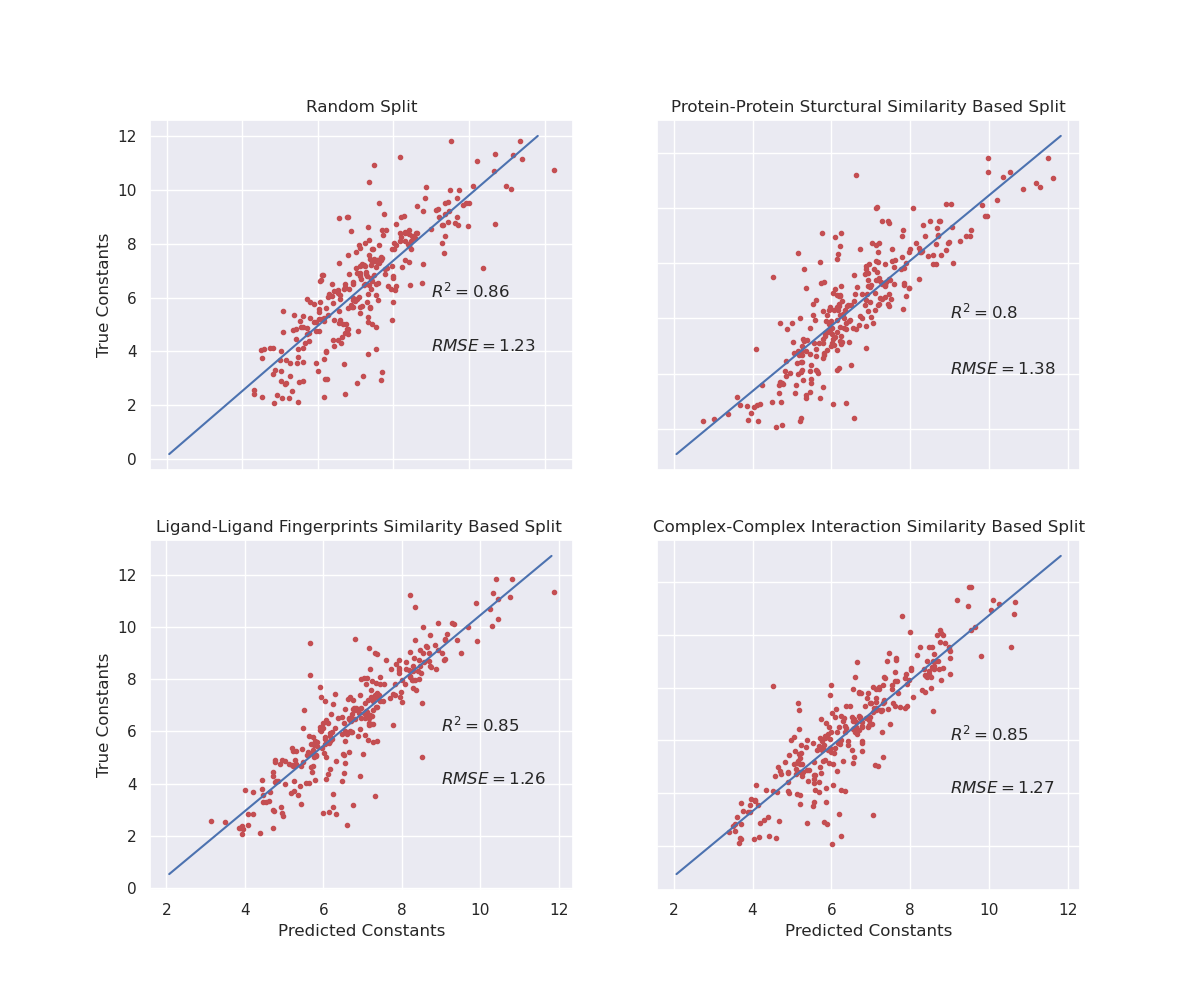 Random Split
Protein-Protein Sturctural Similarity Based Split
12
10
8
6
4
2
0
True Constants
R² = 0.86
RMSE = 1.23
R² = 0.8
RMSE = 1.38
Ligand-Ligand Fingerprints Similarity Based Split
Complex-Complex Interaction Similarity Based Split
12
10
8
6
4
2
0
True Constants
R² = 0.85
RMSE = 1.26
R² = 0.85
RMSE = 1.27
2 4 6 8 10 12
2 4 6 8 10 12
Predicted Constants
Predicted Constants